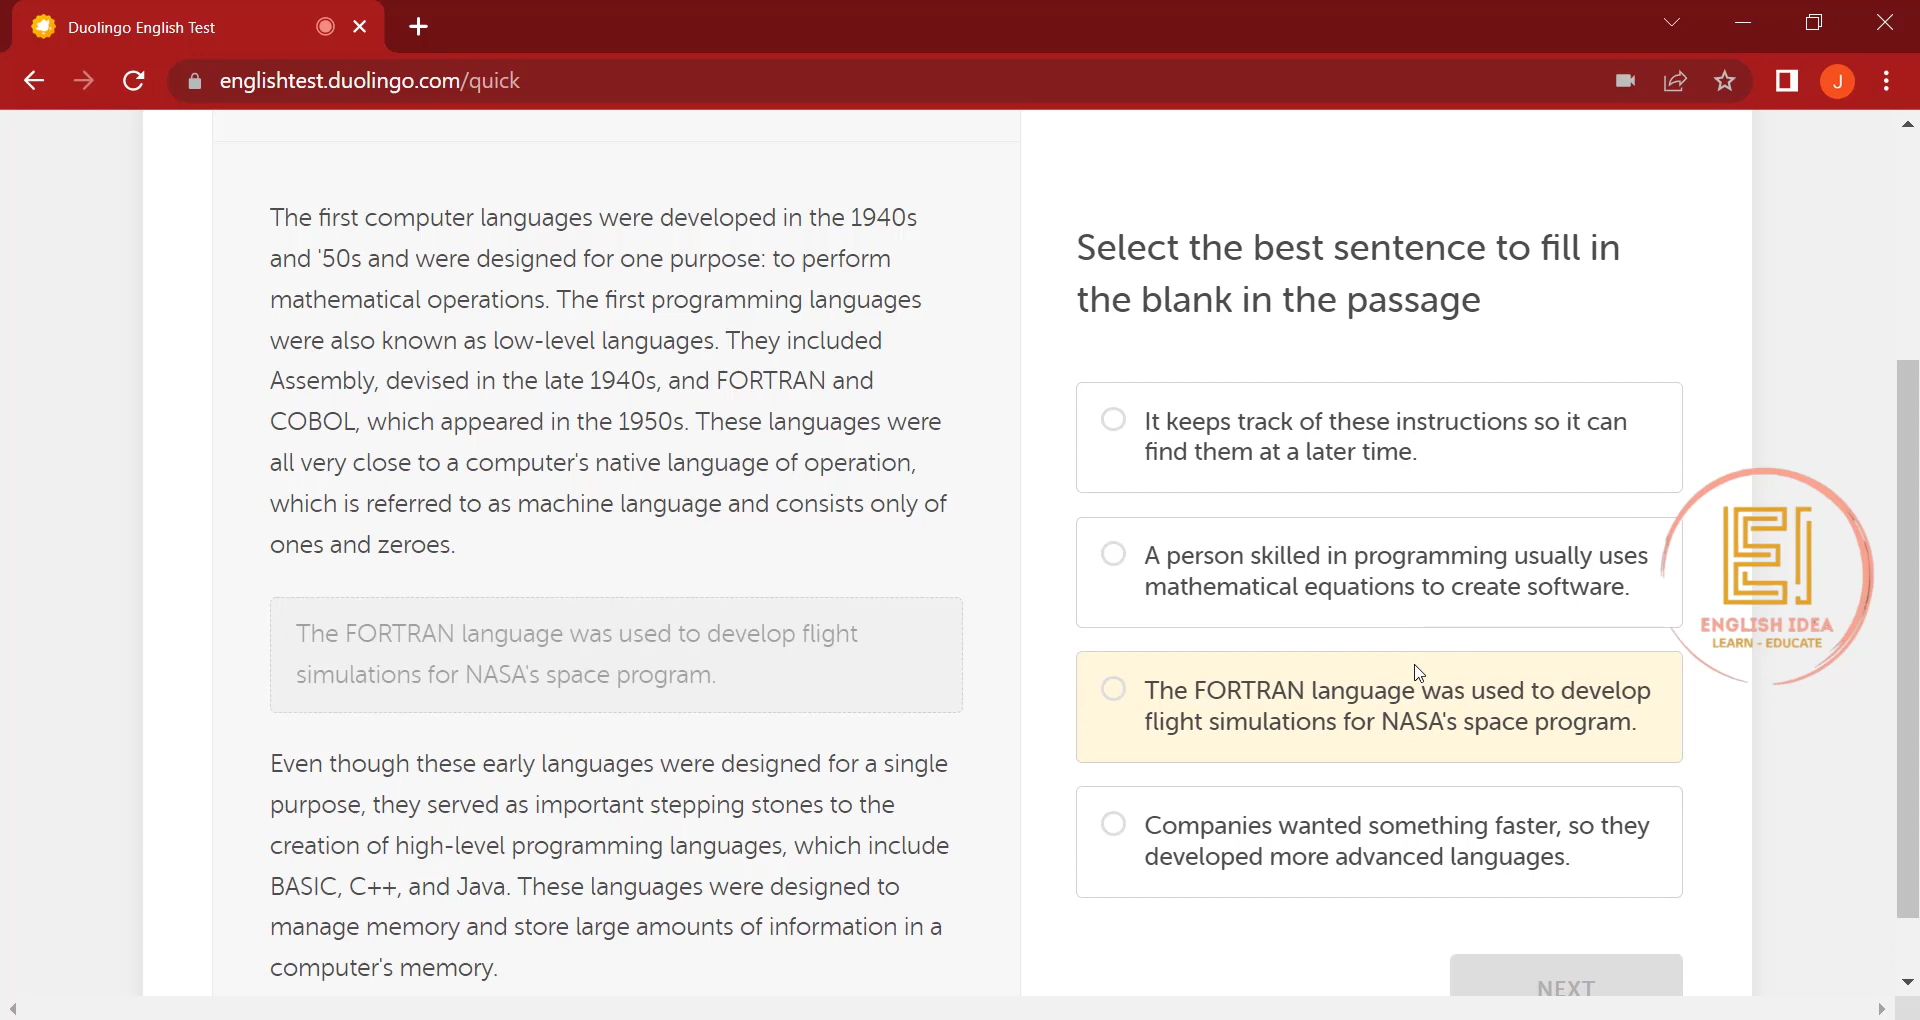 Duolingo English Test
englishtest.duolingo.com/quick
J
The first computer languages were developed in the 1940s
and '50s and were designed for one purpose: to perform
mathematical operations. The first programming languages
were also known as low-level languages. They included
Assembly, devised in the late 1940s, and FORTRAN and
COBOL, which appeared in the 1950s. These languages were
all very close to a computer's native language of operation,
which is referred to as machine language and consists only of
ones and zeroes.
The FORTRAN language was used to develop flight
simulations for NASA's space program.
Even though these early languages were designed for a single
purpose, they served as important stepping stones to the
creation of high-level programming languages, which include
BASIC, C++, and Java. These languages were designed to
manage memory and store large amounts of information in a
computer's memory.
Select the best sentence to fill in
the blank in the passage
It keeps track of these instructions so it can
find them at a later time.
A person skilled in programming usually uses
mathematical equations to create software.
The FORTRAN language was used to develop
flight simulations for NASA's space program.
Companies wanted something faster, so they
developed more advanced languages.
NEXT
EI
ENGLISH IDEA
LEARN - EDUCATE